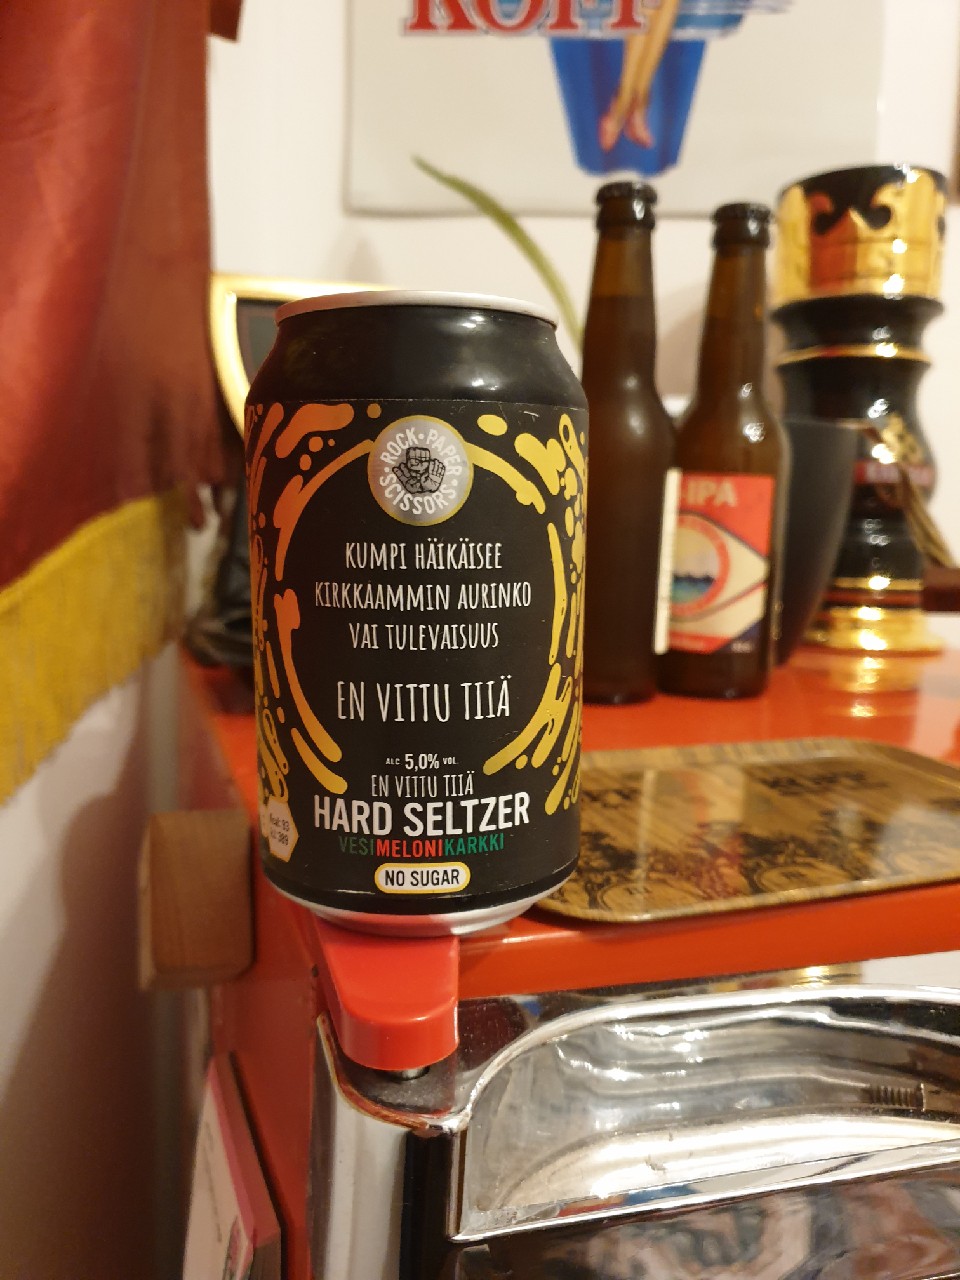 KOFF
ROCK • PAPER • SCISSORS •
KUMPI HÄIKÄISEE
KIRKKAAMMIN AURINKO
VAI TULEVAISUUS
EN VITTU TIIÄ
ALC 5,0% VOL.
EN VITTU TIIÄ
HARD SELTZER
VESIMELONIKARKKI
NO SUGAR
IPA